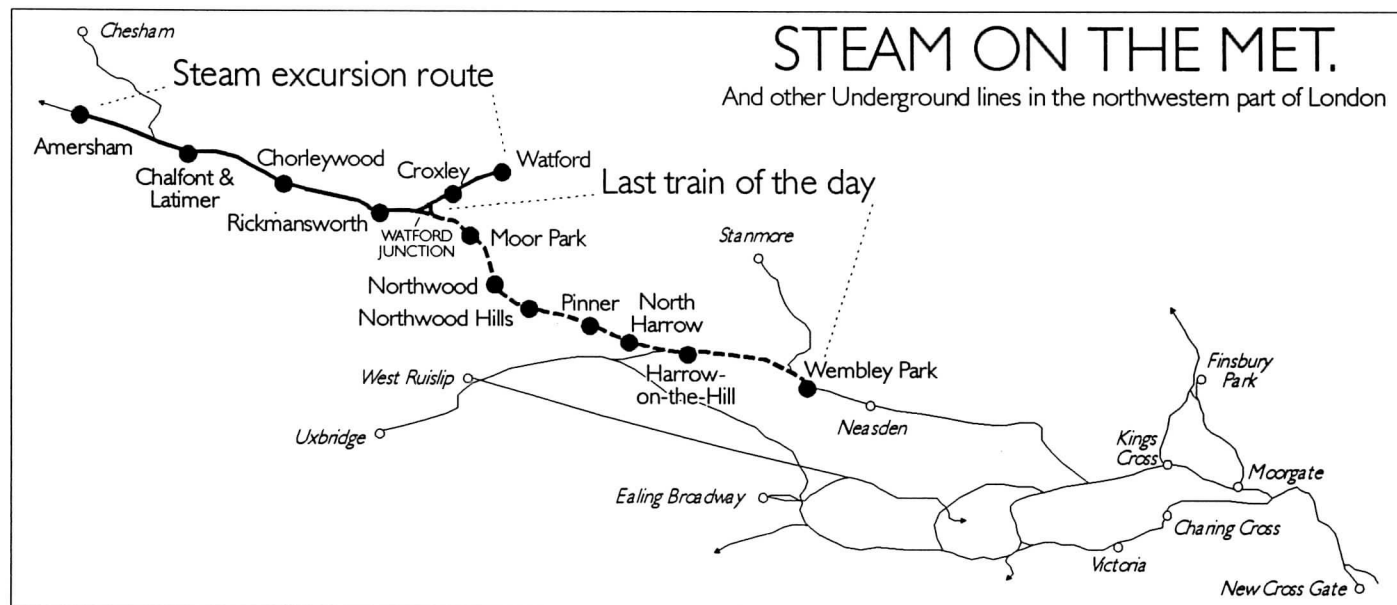 STEAM ON THE MET.
And other Underground lines in the northwestern part of London
Chesham
Steam excursion route
Amersham
Chalfont &
Latimer
Chorleywood
Rickmansworth
Croxley
Watford
WATFORD
JUNCTION
Last train of the day
Moor Park
Northwood
Northwood Hills
Pinner
North
Harrow
Harrow-
on-the-Hill
Stanmore
Wembley Park
Neasden
West Ruislip
Uxbridge
Ealing Broadway
Finsbury
Park
Kings
Cross
Moorgate
Charing Cross
Victoria
New Cross Gate